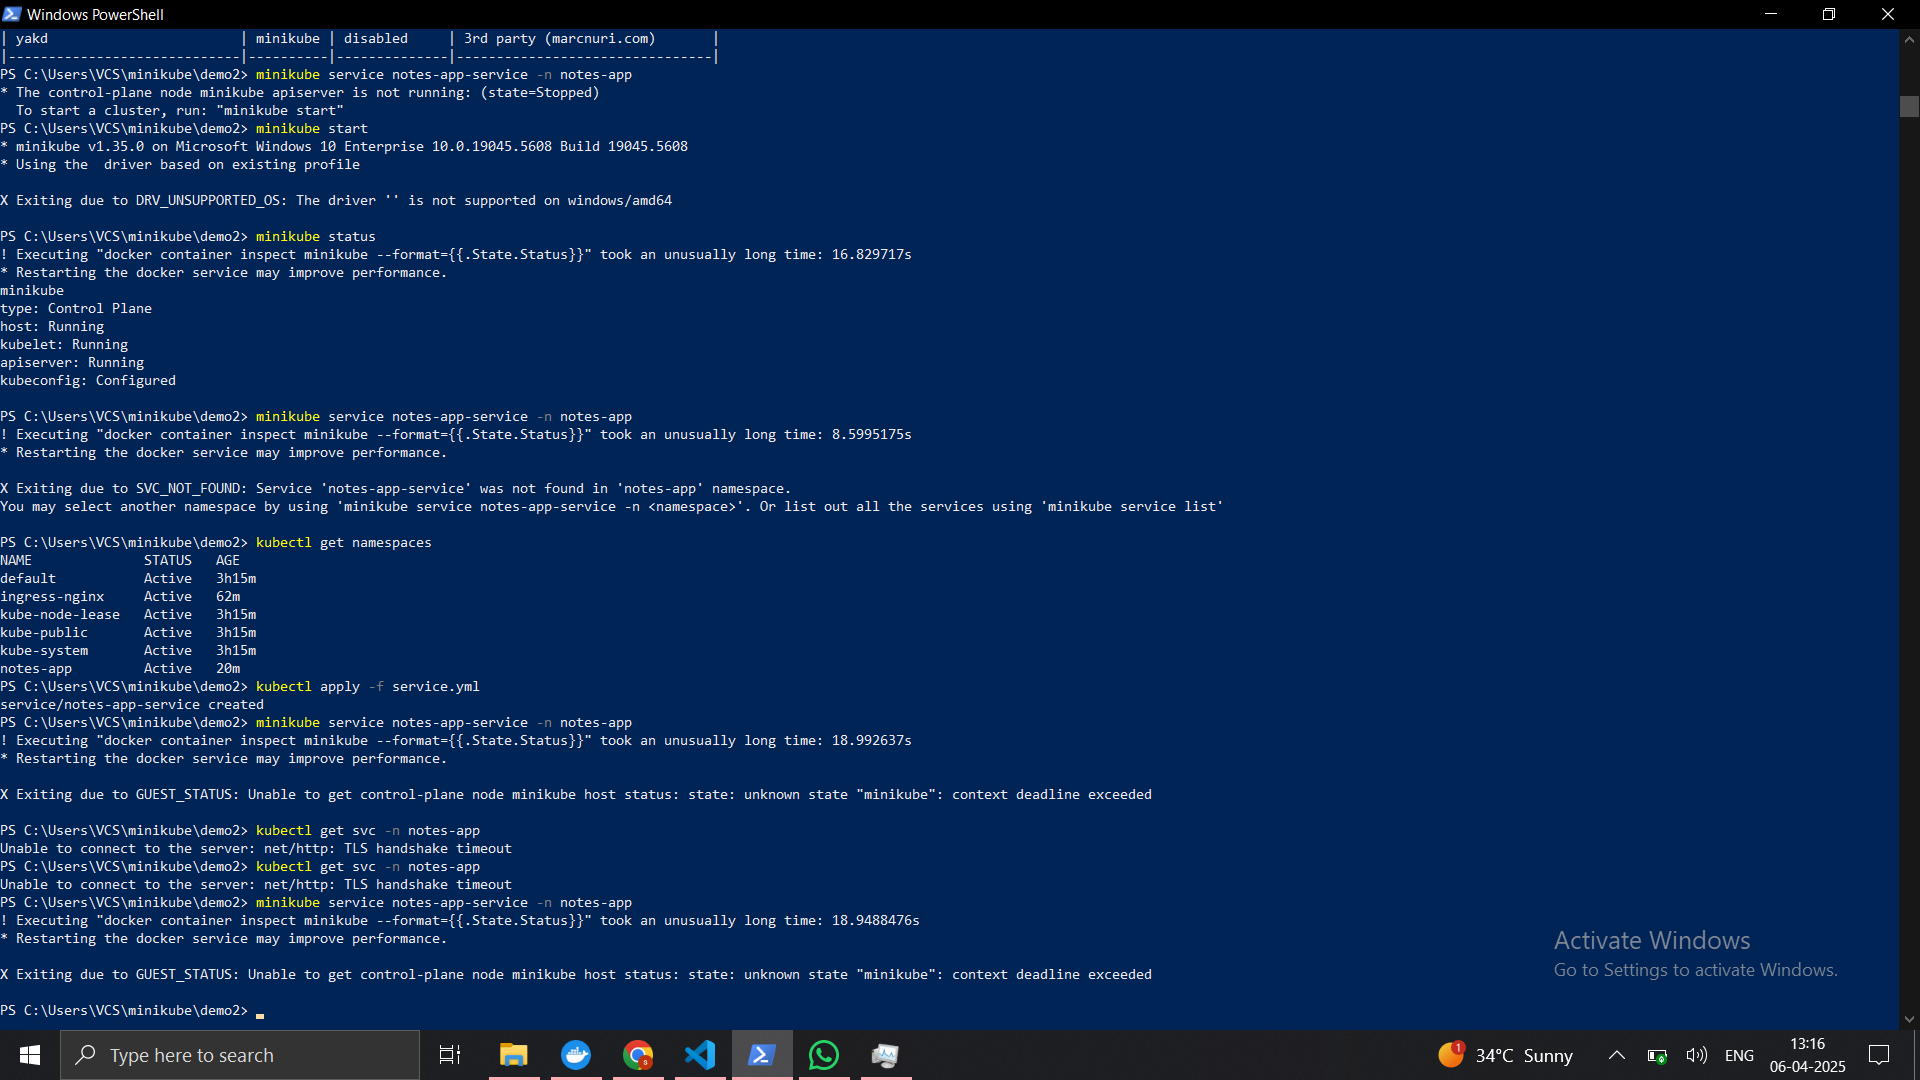 Windows PowerShell
| yakd                        | minikube | disabled     | 3rd party (marcnuri.com)       |
|-----------------------------|----------|--------------|--------------------------------|
PS C:\Users\VCS\minikube\demo2> minikube service notes-app-service -n notes-app
* The control-plane node minikube apiserver is not running: (state=Stopped)
  To start a cluster, run: "minikube start"
PS C:\Users\VCS\minikube\demo2> minikube start
* minikube v1.35.0 on Microsoft Windows 10 Enterprise 10.0.19045.5608 Build 19045.5608
* Using the  driver based on existing profile
X Exiting due to DRV_UNSUPPORTED_OS: The driver '' is not supported on windows/amd64
PS C:\Users\VCS\minikube\demo2> minikube status
! Executing "docker container inspect minikube --format={{.State.Status}}" took an unusually long time: 16.829717s
* Restarting the docker service may improve performance.
minikube
type: Control Plane
host: Running
kubelet: Running
apiserver: Running
kubeconfig: Configured
PS C:\Users\VCS\minikube\demo2> minikube service notes-app-service -n notes-app
! Executing "docker container inspect minikube --format={{.State.Status}}" took an unusually long time: 8.5995175s
* Restarting the docker service may improve performance.
X Exiting due to SVC_NOT_FOUND: Service 'notes-app-service' was not found in 'notes-app' namespace.
You may select another namespace by using 'minikube service notes-app-service -n <namespace>'. Or list out all the services using 'minikube service list'
PS C:\Users\VCS\minikube\demo2> kubectl get namespaces
NAME              STATUS   AGE
default           Active   3h15m
ingress-nginx     Active   62m
kube-node-lease   Active   3h15m
kube-public       Active   3h15m
kube-system       Active   3h15m
notes-app         Active   20m
PS C:\Users\VCS\minikube\demo2> kubectl apply -f service.yml
service/notes-app-service created
PS C:\Users\VCS\minikube\demo2> minikube service notes-app-service -n notes-app
! Executing "docker container inspect minikube --format={{.State.Status}}" took an unusually long time: 18.992637s
* Restarting the docker service may improve performance.
X Exiting due to GUEST_STATUS: Unable to get control-plane node minikube host status: state: unknown state "minikube": context deadline exceeded
PS C:\Users\VCS\minikube\demo2> kubectl get svc -n notes-app
Unable to connect to the server: net/http: TLS handshake timeout
PS C:\Users\VCS\minikube\demo2> kubectl get svc -n notes-app
Unable to connect to the server: net/http: TLS handshake timeout
PS C:\Users\VCS\minikube\demo2> minikube service notes-app-service -n notes-app
! Executing "docker container inspect minikube --format={{.State.Status}}" took an unusually long time: 18.9488476s
* Restarting the docker service may improve performance.
X Exiting due to GUEST_STATUS: Unable to get control-plane node minikube host status: state: unknown state "minikube": context deadline exceeded
PS C:\Users\VCS\minikube\demo2>
Activate Windows
Go to Settings to activate Windows.
Type here to search
1
34°C Sunny
ENG
13:16
06-04-2025